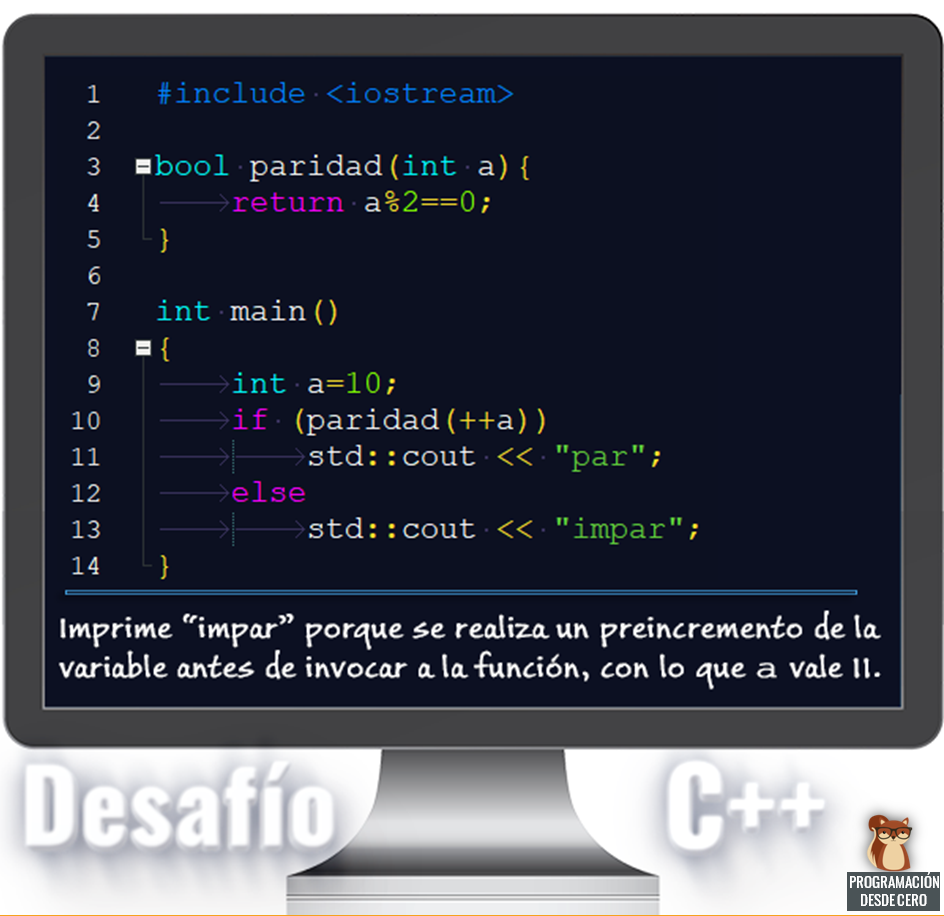 1 #include <iostream>
2
3 bool paridad(int a){
4 return a%2==0;
5 }
6
7 int main()
8 {
9 int a=10;
10 if (paridad(++a))
11 std::cout << "par";
12 else
13 std::cout << "impar";
14 }
Imprime “impar” porque se realiza un preincremento de la
variable antes de invocar a la función, con lo que a vale 11.
Desafío C++
PROGRAMACIÓN
DESDE CERO